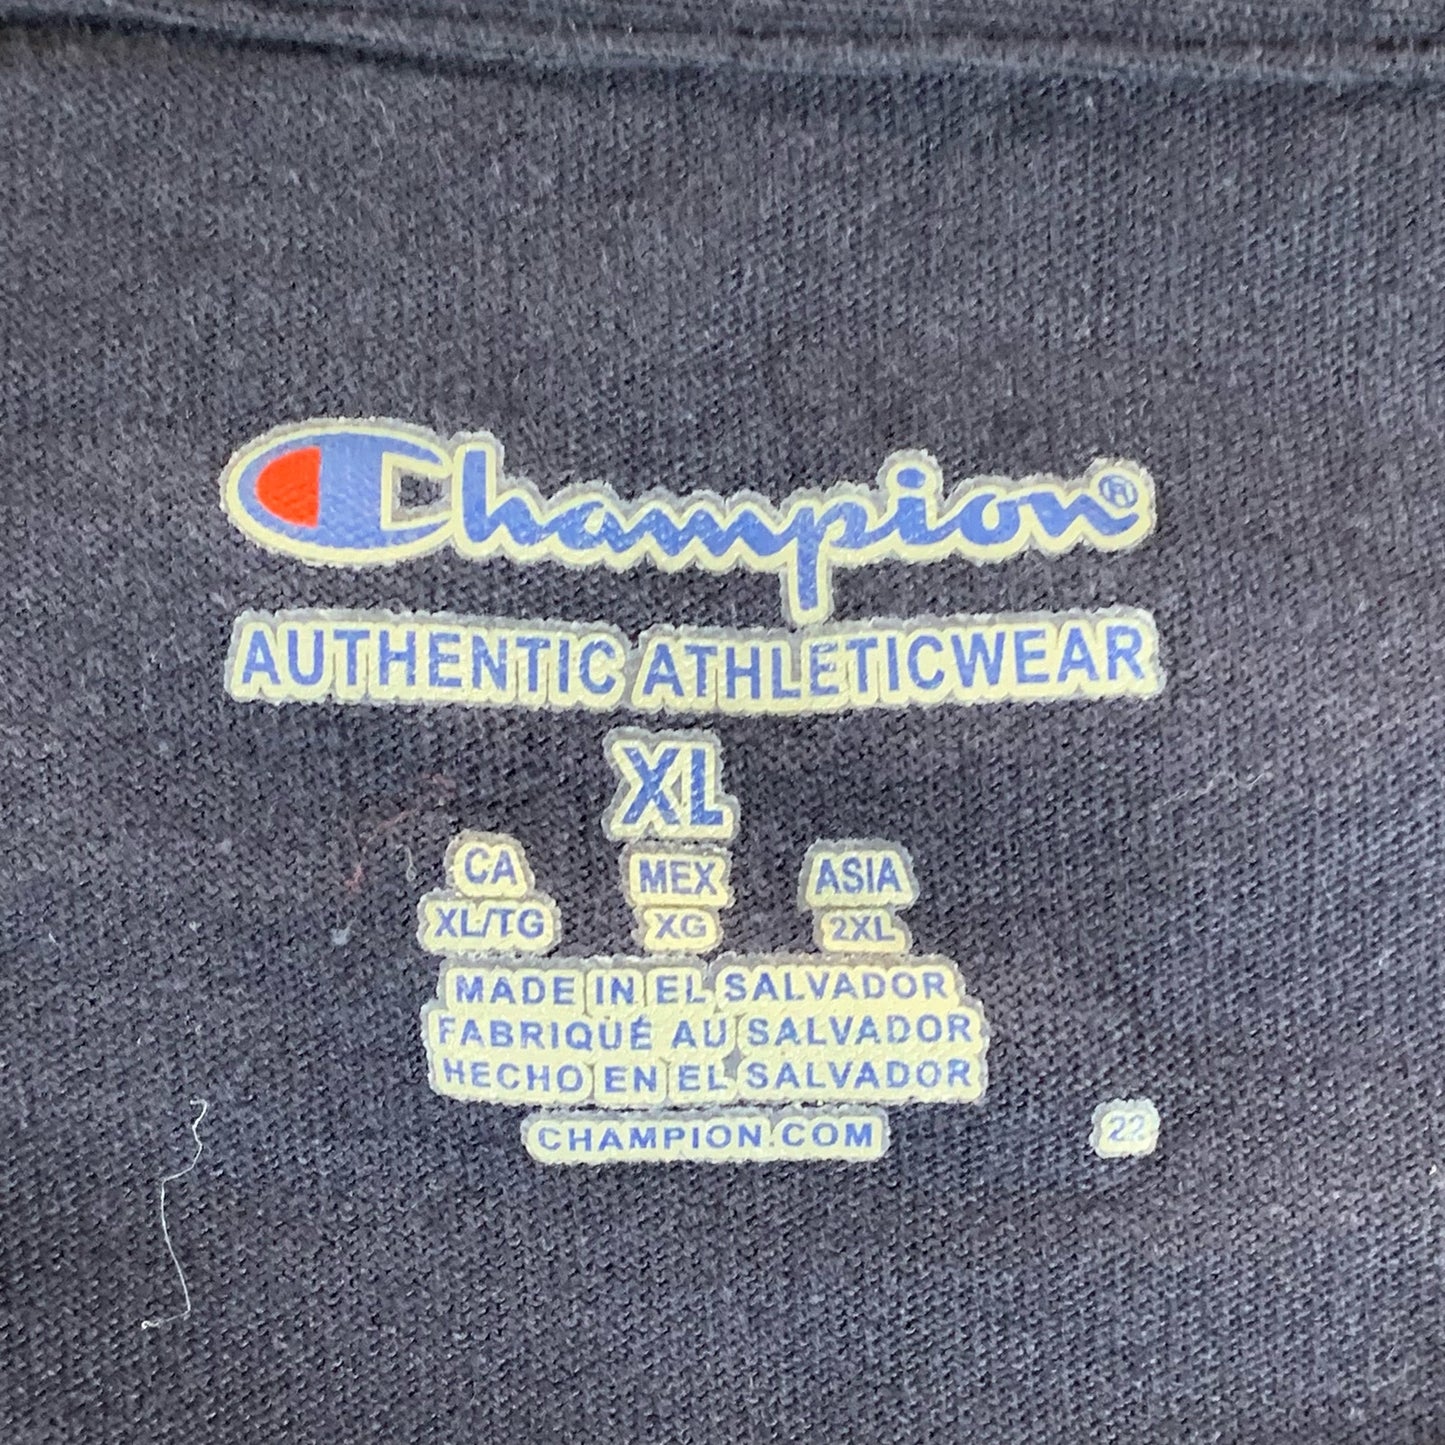 Champion®
AUTHENTIC ATHLETICWEAR
XL
CA MEX ASIA
XL/TG XG 2XL
MADE IN EL SALVADOR
FABRIQUÉ AU SALVADOR
HECHO EN EL SALVADOR
CHAMPION.COM 22